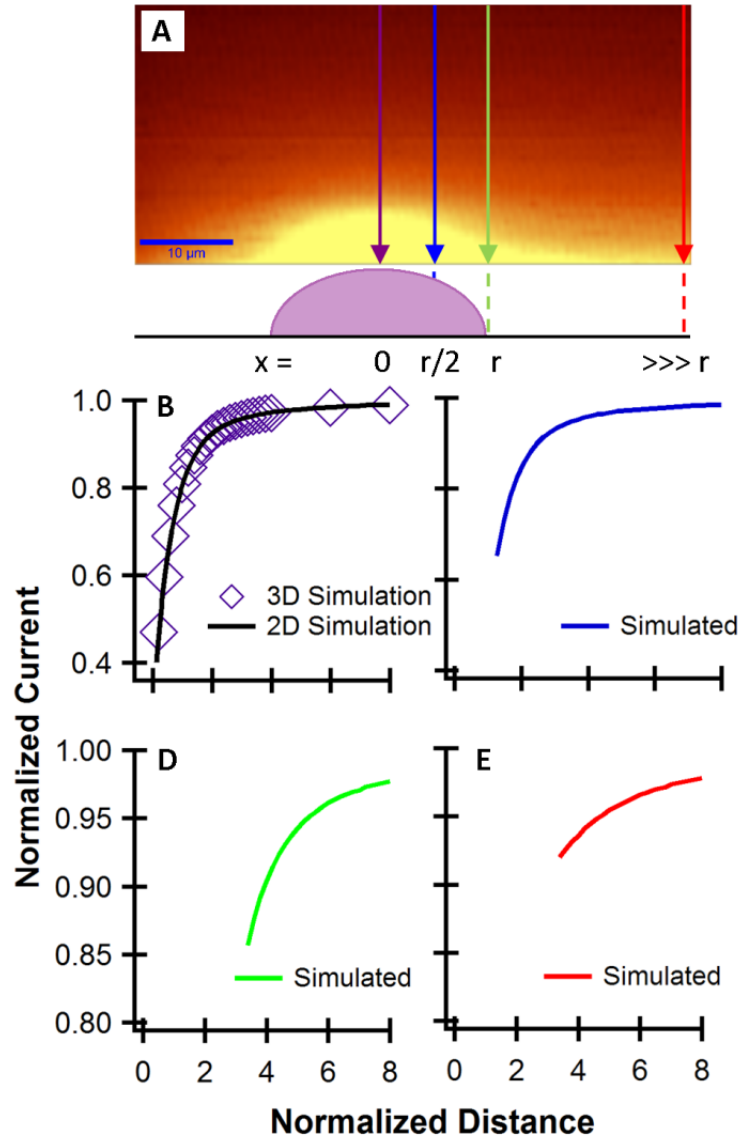 A
10 µm
x = 0 r/2 r >>> r
B
1.0
0.8
0.6
0.4
3D Simulation
2D Simulation
Simulated
Normalized Current
D
1.00
0.95
0.90
0.85
0.80
Simulated
E
Simulated
0 2 4 6 8
0 2 4 6 8
Normalized Distance